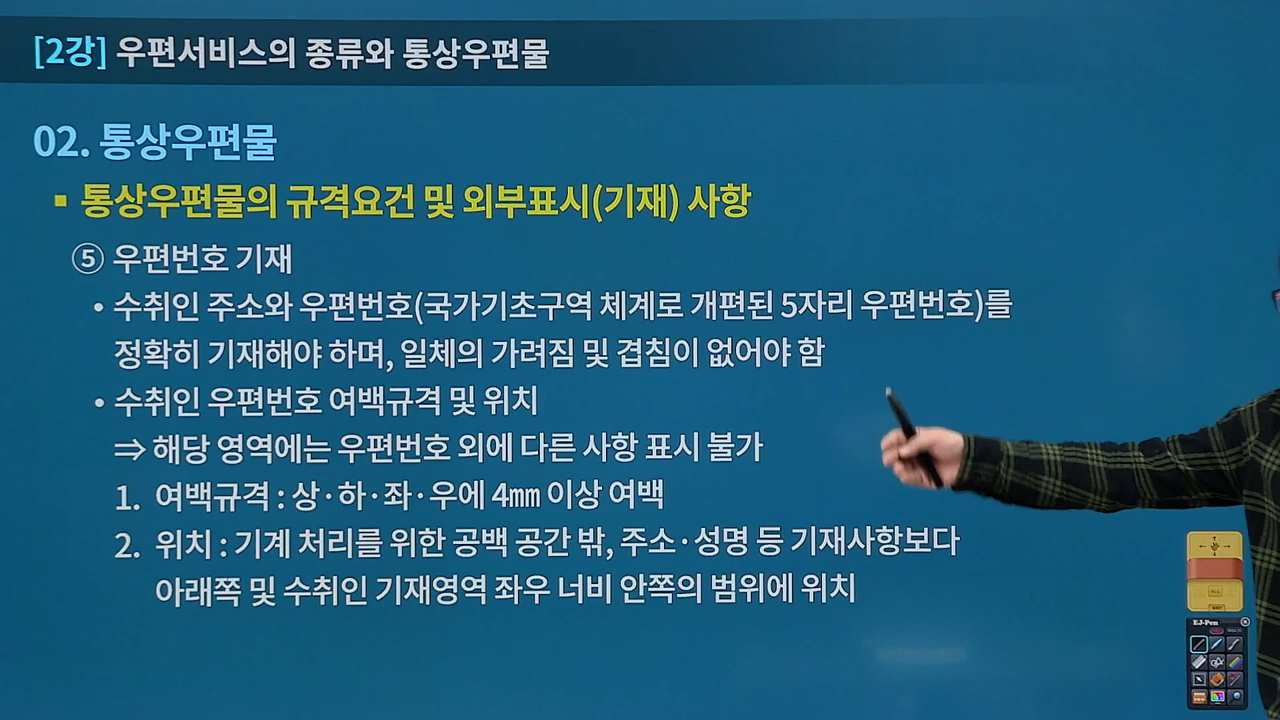 [2강] 우편서비스의 종류와 통상우편물
02. 통상우편물
▪ 통상우편물의 규격요건 및 외부표시(기재) 사항
⑤ 우편번호 기재
• 수취인 주소와 우편번호(국가기초구역 체계로 개편된 5자리 우편번호)를
정확히 기재해야 하며, 일체의 가려짐 및 겹침이 없어야 함
• 수취인 우편번호 여백규격 및 위치
⇒ 해당 영역에는 우편번호 외에 다른 사항 표시 불가
1. 여백규격 : 상·하·좌·우에 4㎜ 이상 여백
2. 위치 : 기계 처리를 위한 공백 공간 밖, 주소·성명 등 기재사항보다
아래쪽 및 수취인 기재영역 좌우 너비 안쪽의 범위에 위치
EJ-Pen